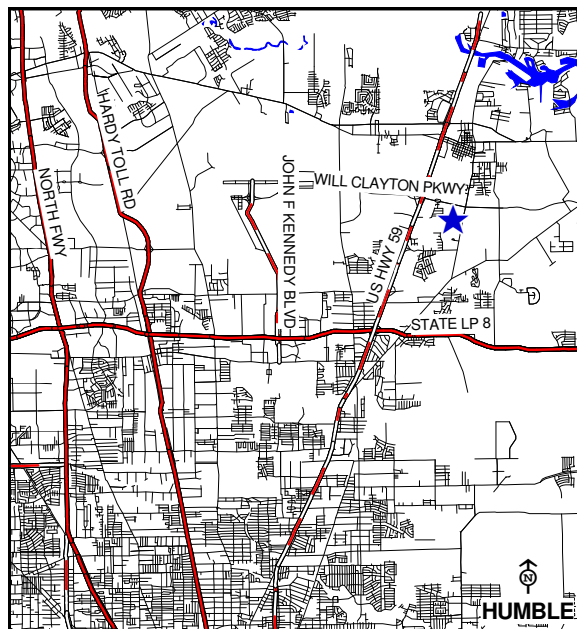 HARDY TOLL RD
NORTH FWY
JOHN F KENNEDY BLVD
WILL CLAYTON PKWY
US HWY 59
STATE LP 8
N
HUMBLE